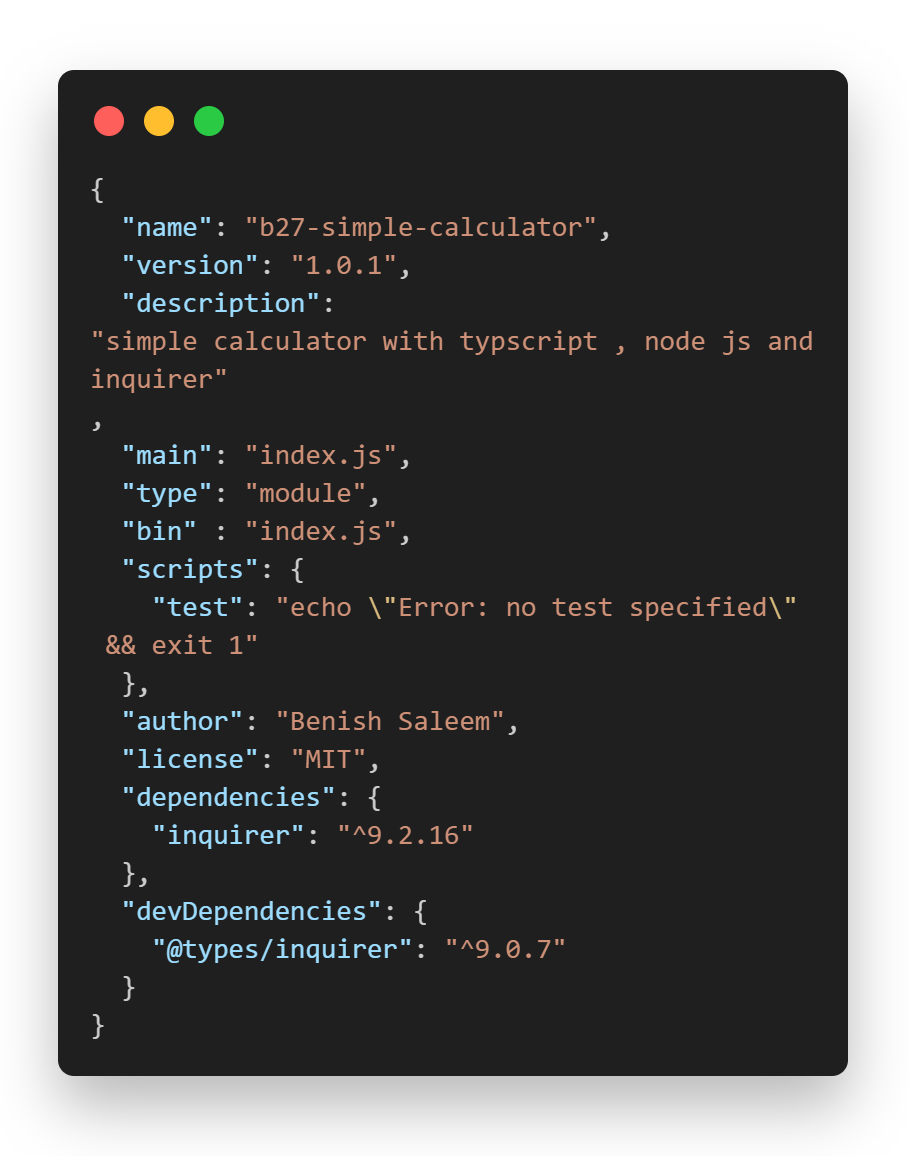 {
  "name": "b27-simple-calculator",
  "version": "1.0.1",
  "description":
"simple calculator with typscript , node js and
inquirer"
,
  "main": "index.js",
  "type": "module",
  "bin" : "index.js",
  "scripts": {
    "test": "echo \"Error: no test specified\"
 && exit 1"
  },
  "author": "Benish Saleem",
  "license": "MIT",
  "dependencies": {
    "inquirer": "^9.2.16"
  },
  "devDependencies": {
    "@types/inquirer": "^9.0.7"
  }
}